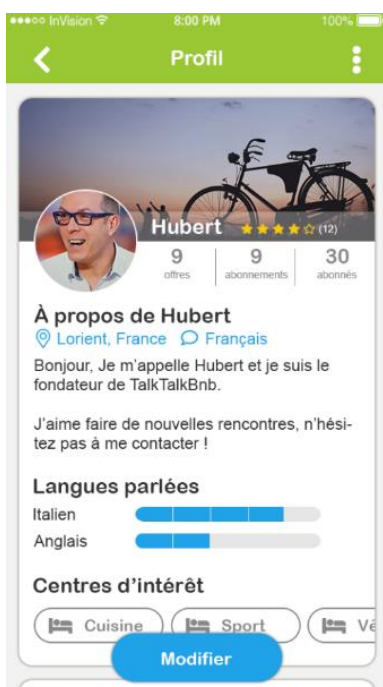 InVision 8:00 PM 100%
Profil
Hubert (12)
9 9 30
offres abonnements abonnés
À propos de Hubert
Lorient, France Français
Bonjour, Je m'appelle Hubert et je suis le
fondateur de TalkTalkBnb.
J'aime faire de nouvelles rencontres, n'hési-
tez pas à me contacter !
Langues parlées
Italien
Anglais
Centres d'intérêt
Cuisine Sport Vé
Modifier